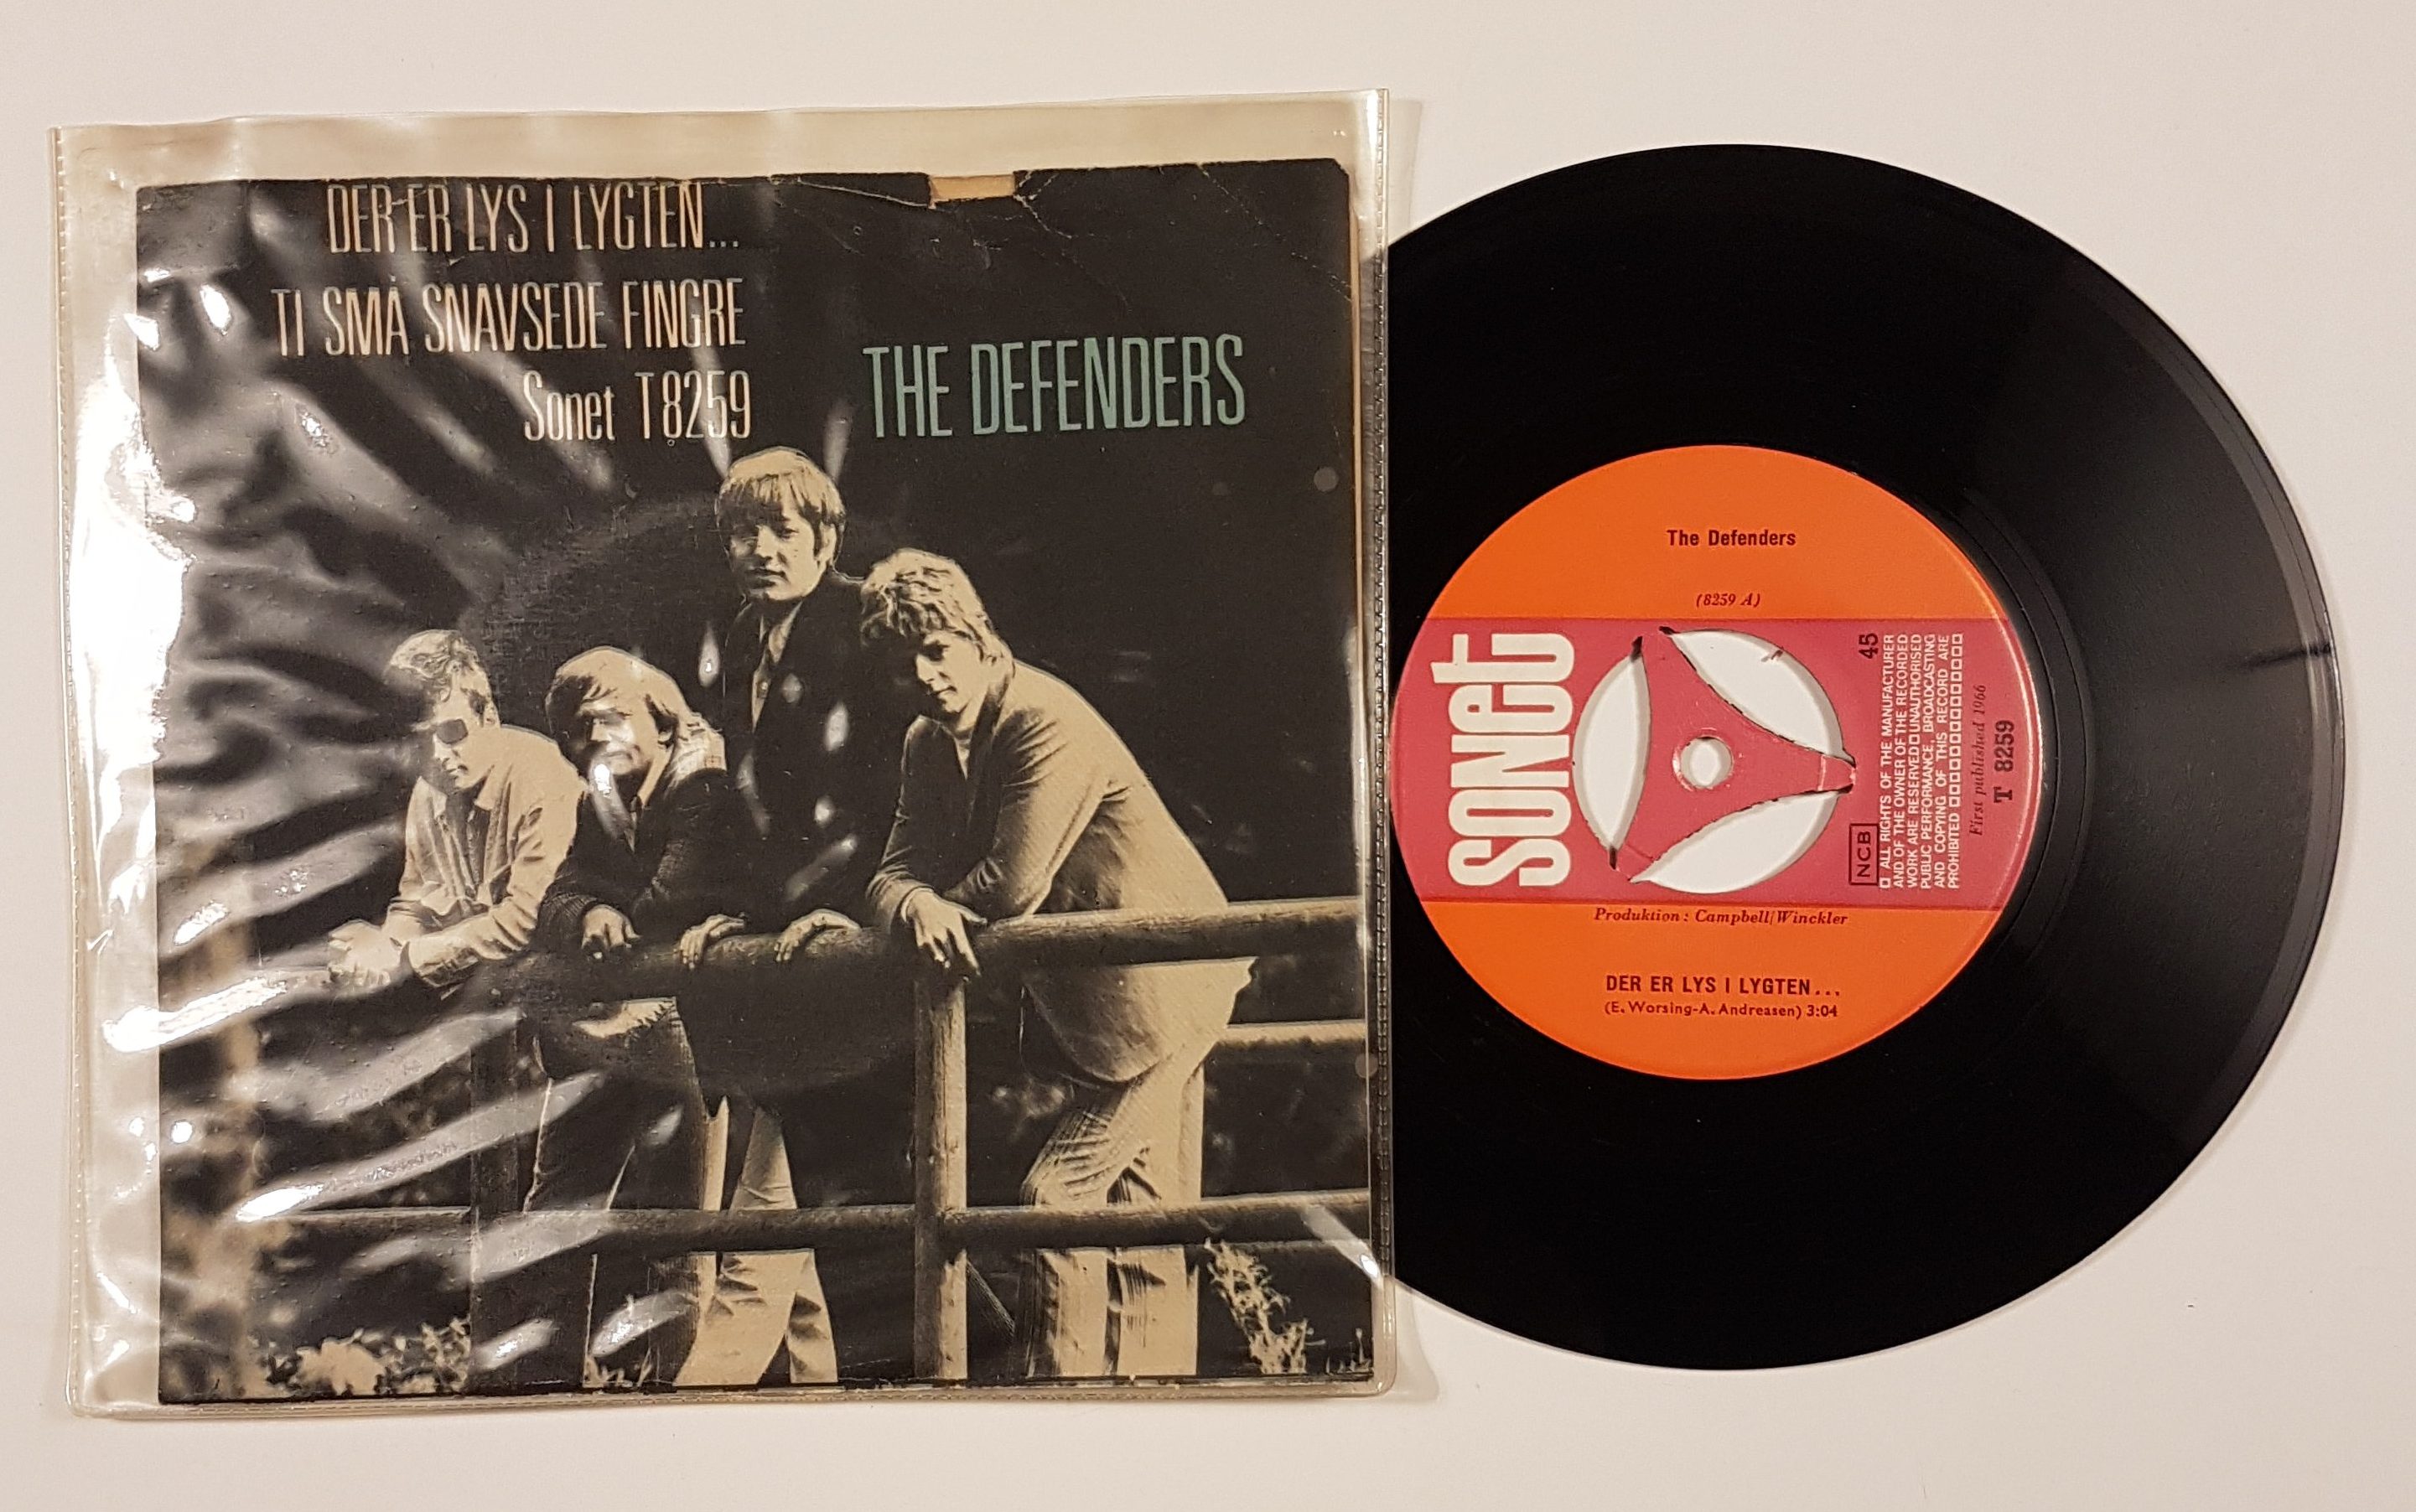 DER ER LYS I LYGTEN...
TI SMÅ SNAVSEDE FINGRE
Sonet T 8259
THE DEFENDERS
The Defenders
(8259 A)
sonet
45
NCB
□ ALL RIGHTS OF THE MANUFACTURER
AND OF THE OWNER OF THE RECORDED
WORK ARE RESERVED □ UNAUTHORISED
PUBLIC PERFORMANCE, BROADCASTING
AND COPYING OF THIS RECORD ARE
PROHIBITED □□□□□□□□□□□□□□
First published 1966
T 8259
Produktion: Campbell/Winckler
DER ER LYS I LYGTEN...
(E. Worsing-A. Andreasen) 3:04